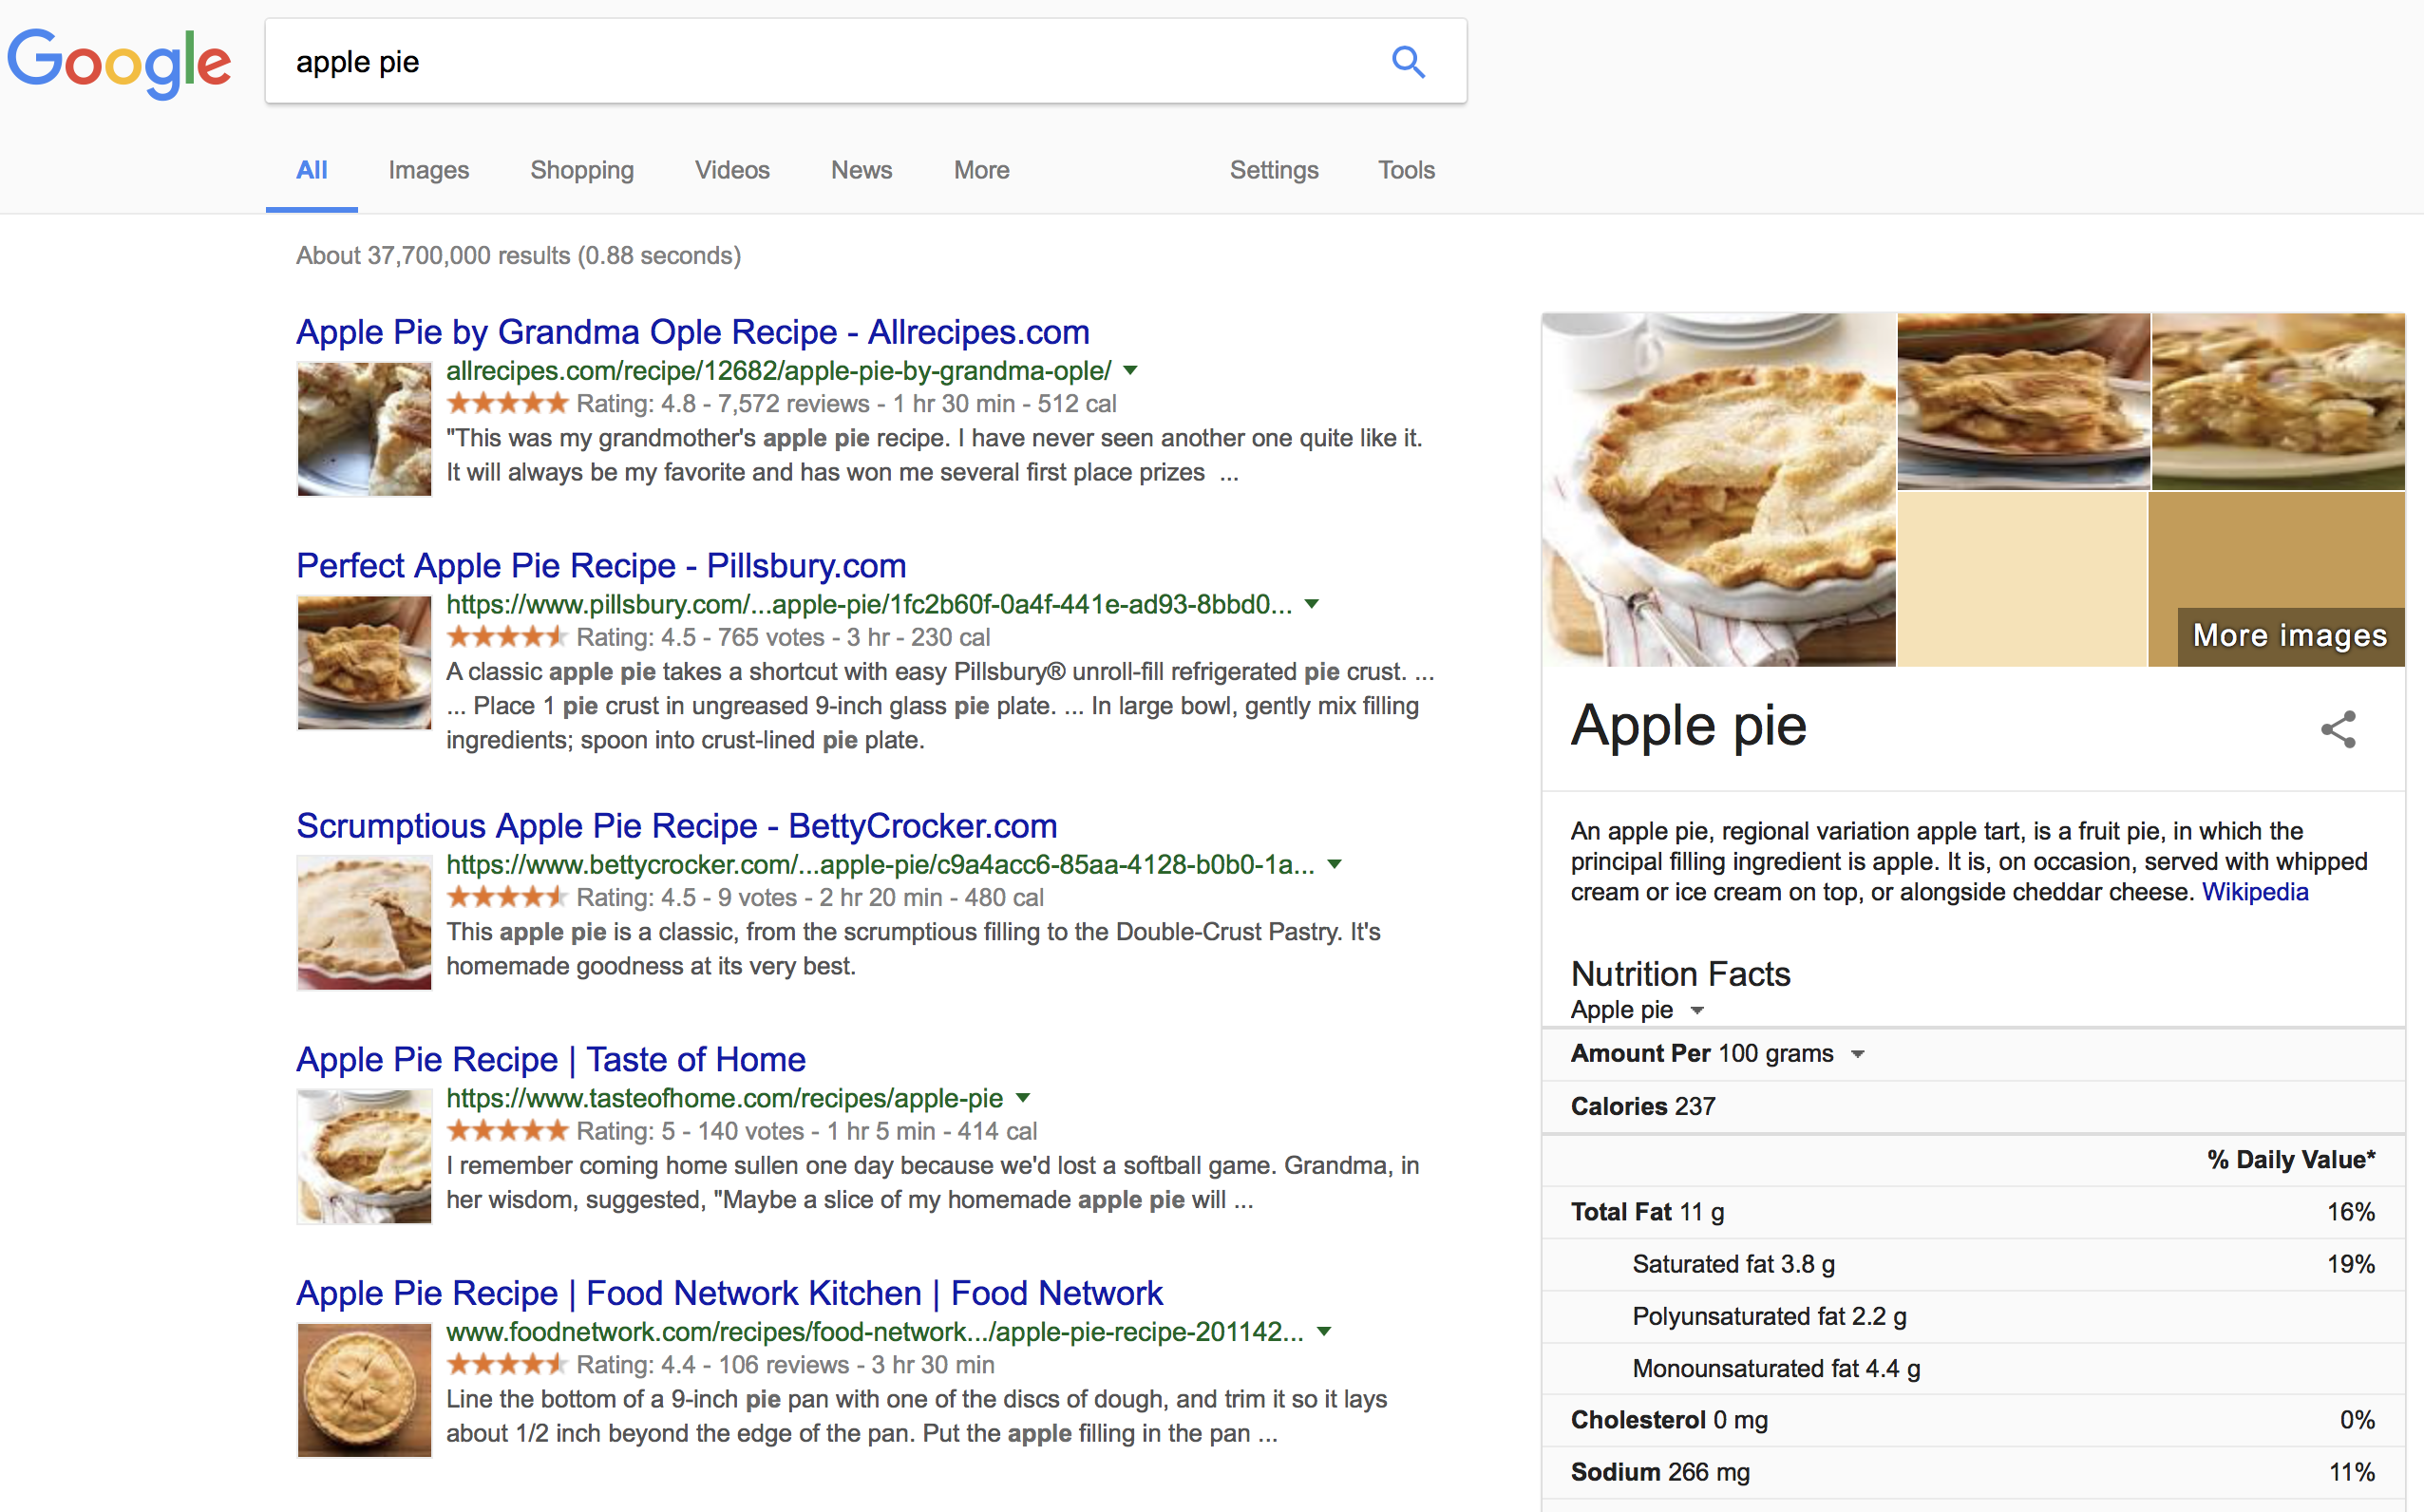 Google
apple pie
All Images Shopping Videos News More Settings Tools
About 37,700,000 results (0.88 seconds)
Apple Pie by Grandma Ople Recipe - Allrecipes.com
allrecipes.com/recipe/12682/apple-pie-by-grandma-ople/
Rating: 4.8 - 7,572 reviews - 1 hr 30 min - 512 cal
"This was my grandmother's apple pie recipe. I have never seen another one quite like it.
It will always be my favorite and has won me several first place prizes ...
Perfect Apple Pie Recipe - Pillsbury.com
https://www.pillsbury.com/...apple-pie/1fc2b60f-0a4f-441e-ad93-8bbd0...
Rating: 4.5 - 765 votes - 3 hr - 230 cal
A classic apple pie takes a shortcut with easy Pillsbury® unroll-fill refrigerated pie crust. ...
... Place 1 pie crust in ungreased 9-inch glass pie plate. ... In large bowl, gently mix filling
ingredients; spoon into crust-lined pie plate.
Scrumptious Apple Pie Recipe - BettyCrocker.com
https://www.bettycrocker.com/...apple-pie/c9a4acc6-85aa-4128-b0b0-1a...
Rating: 4.5 - 9 votes - 2 hr 20 min - 480 cal
This apple pie is a classic, from the scrumptious filling to the Double-Crust Pastry. It's
homemade goodness at its very best.
Apple Pie Recipe | Taste of Home
https://www.tasteofhome.com/recipes/apple-pie
Rating: 5 - 140 votes - 1 hr 5 min - 414 cal
I remember coming home sullen one day because we'd lost a softball game. Grandma, in
her wisdom, suggested, "Maybe a slice of my homemade apple pie will ...
Apple Pie Recipe | Food Network Kitchen | Food Network
www.foodnetwork.com/recipes/food-network.../apple-pie-recipe-201142...
Rating: 4.4 - 106 reviews - 3 hr 30 min
Line the bottom of a 9-inch pie pan with one of the discs of dough, and trim it so it lays
about 1/2 inch beyond the edge of the pan. Put the apple filling in the pan ...
More images
Apple pie
An apple pie, regional variation apple tart, is a fruit pie, in which the
principal filling ingredient is apple. It is, on occasion, served with whipped
cream or ice cream on top, or alongside cheddar cheese. Wikipedia
Nutrition Facts
Apple pie
Amount Per 100 grams
Calories 237
% Daily Value*
Total Fat 11 g 16%
Saturated fat 3.8 g 19%
Polyunsaturated fat 2.2 g
Monounsaturated fat 4.4 g
Cholesterol 0 mg 0%
Sodium 266 mg 11%